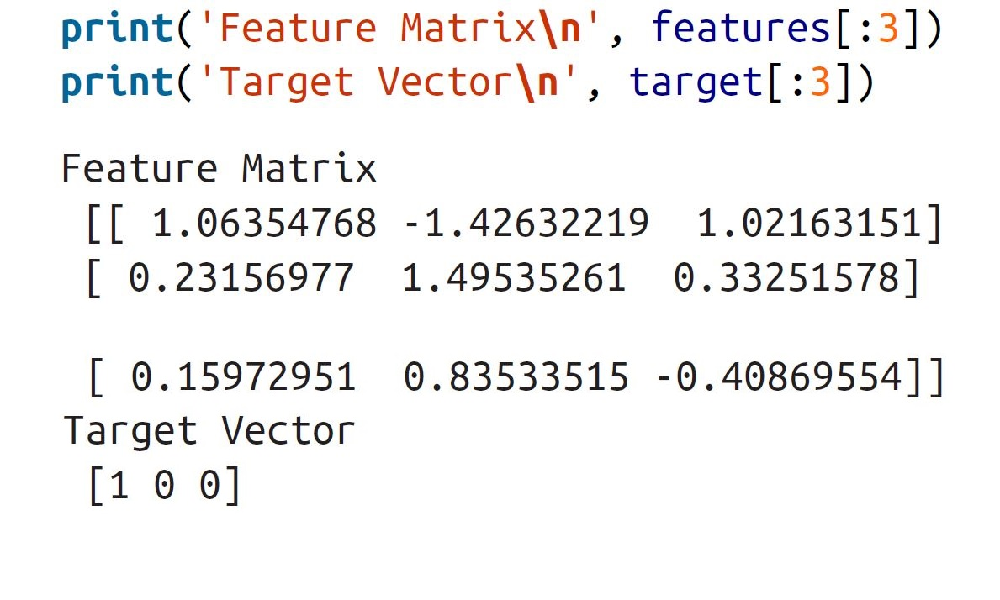 print('Feature Matrix\n', features[:3])
print('Target Vector\n', target[:3])
Feature Matrix
[[ 1.06354768 -1.42632219  1.02163151]
[ 0.23156977  1.49535261  0.33251578]
[ 0.15972951  0.83533515 -0.40869554]]
Target Vector
[1 0 0]